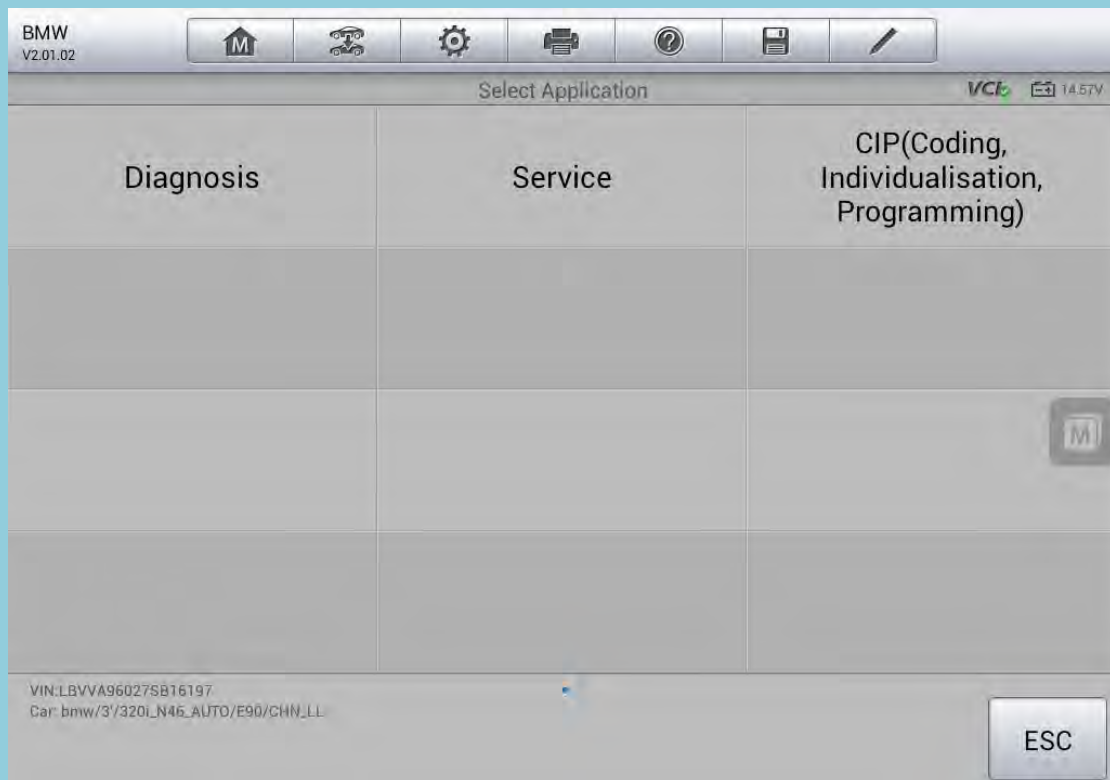 BMW
V2.01.02
M
Select Application
VCI
14.57V
Diagnosis
Service
CIP(Coding,
Individualisation,
Programming)
M
VIN:LBVVA96027SB16197
Car: bmw/3'/320i_N46_AUTO/E90/CHN_LL
ESC